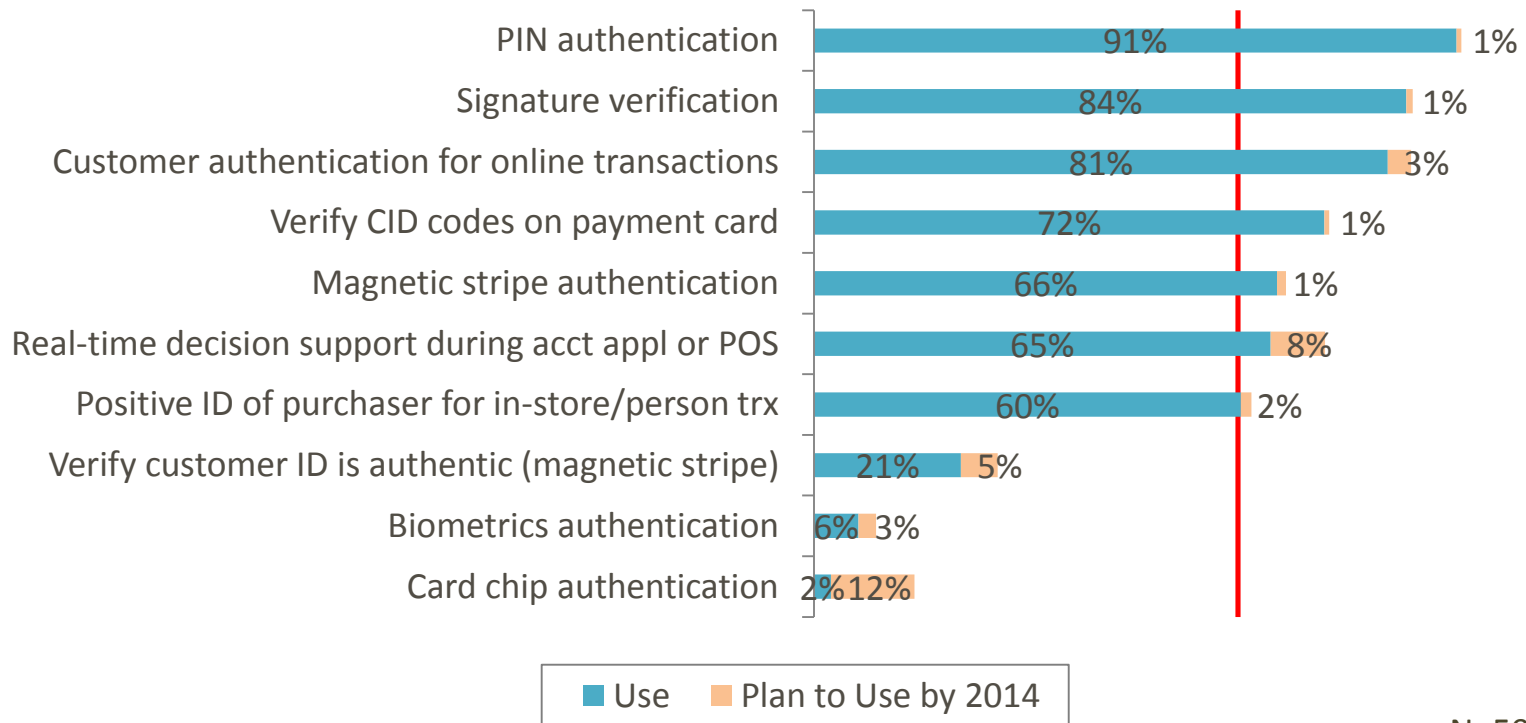 PIN authentication 91% 1%
Signature verification 84% 1%
Customer authentication for online transactions 81% 3%
Verify CID codes on payment card 72% 1%
Magnetic stripe authentication 66% 1%
Real-time decision support during acct appl or POS 65% 8%
Positive ID of purchaser for in-store/person trx 60% 2%
Verify customer ID is authentic (magnetic stripe) 21% 5%
Biometrics authentication 6% 3%
Card chip authentication 2% 12%
Use Plan to Use by 2014